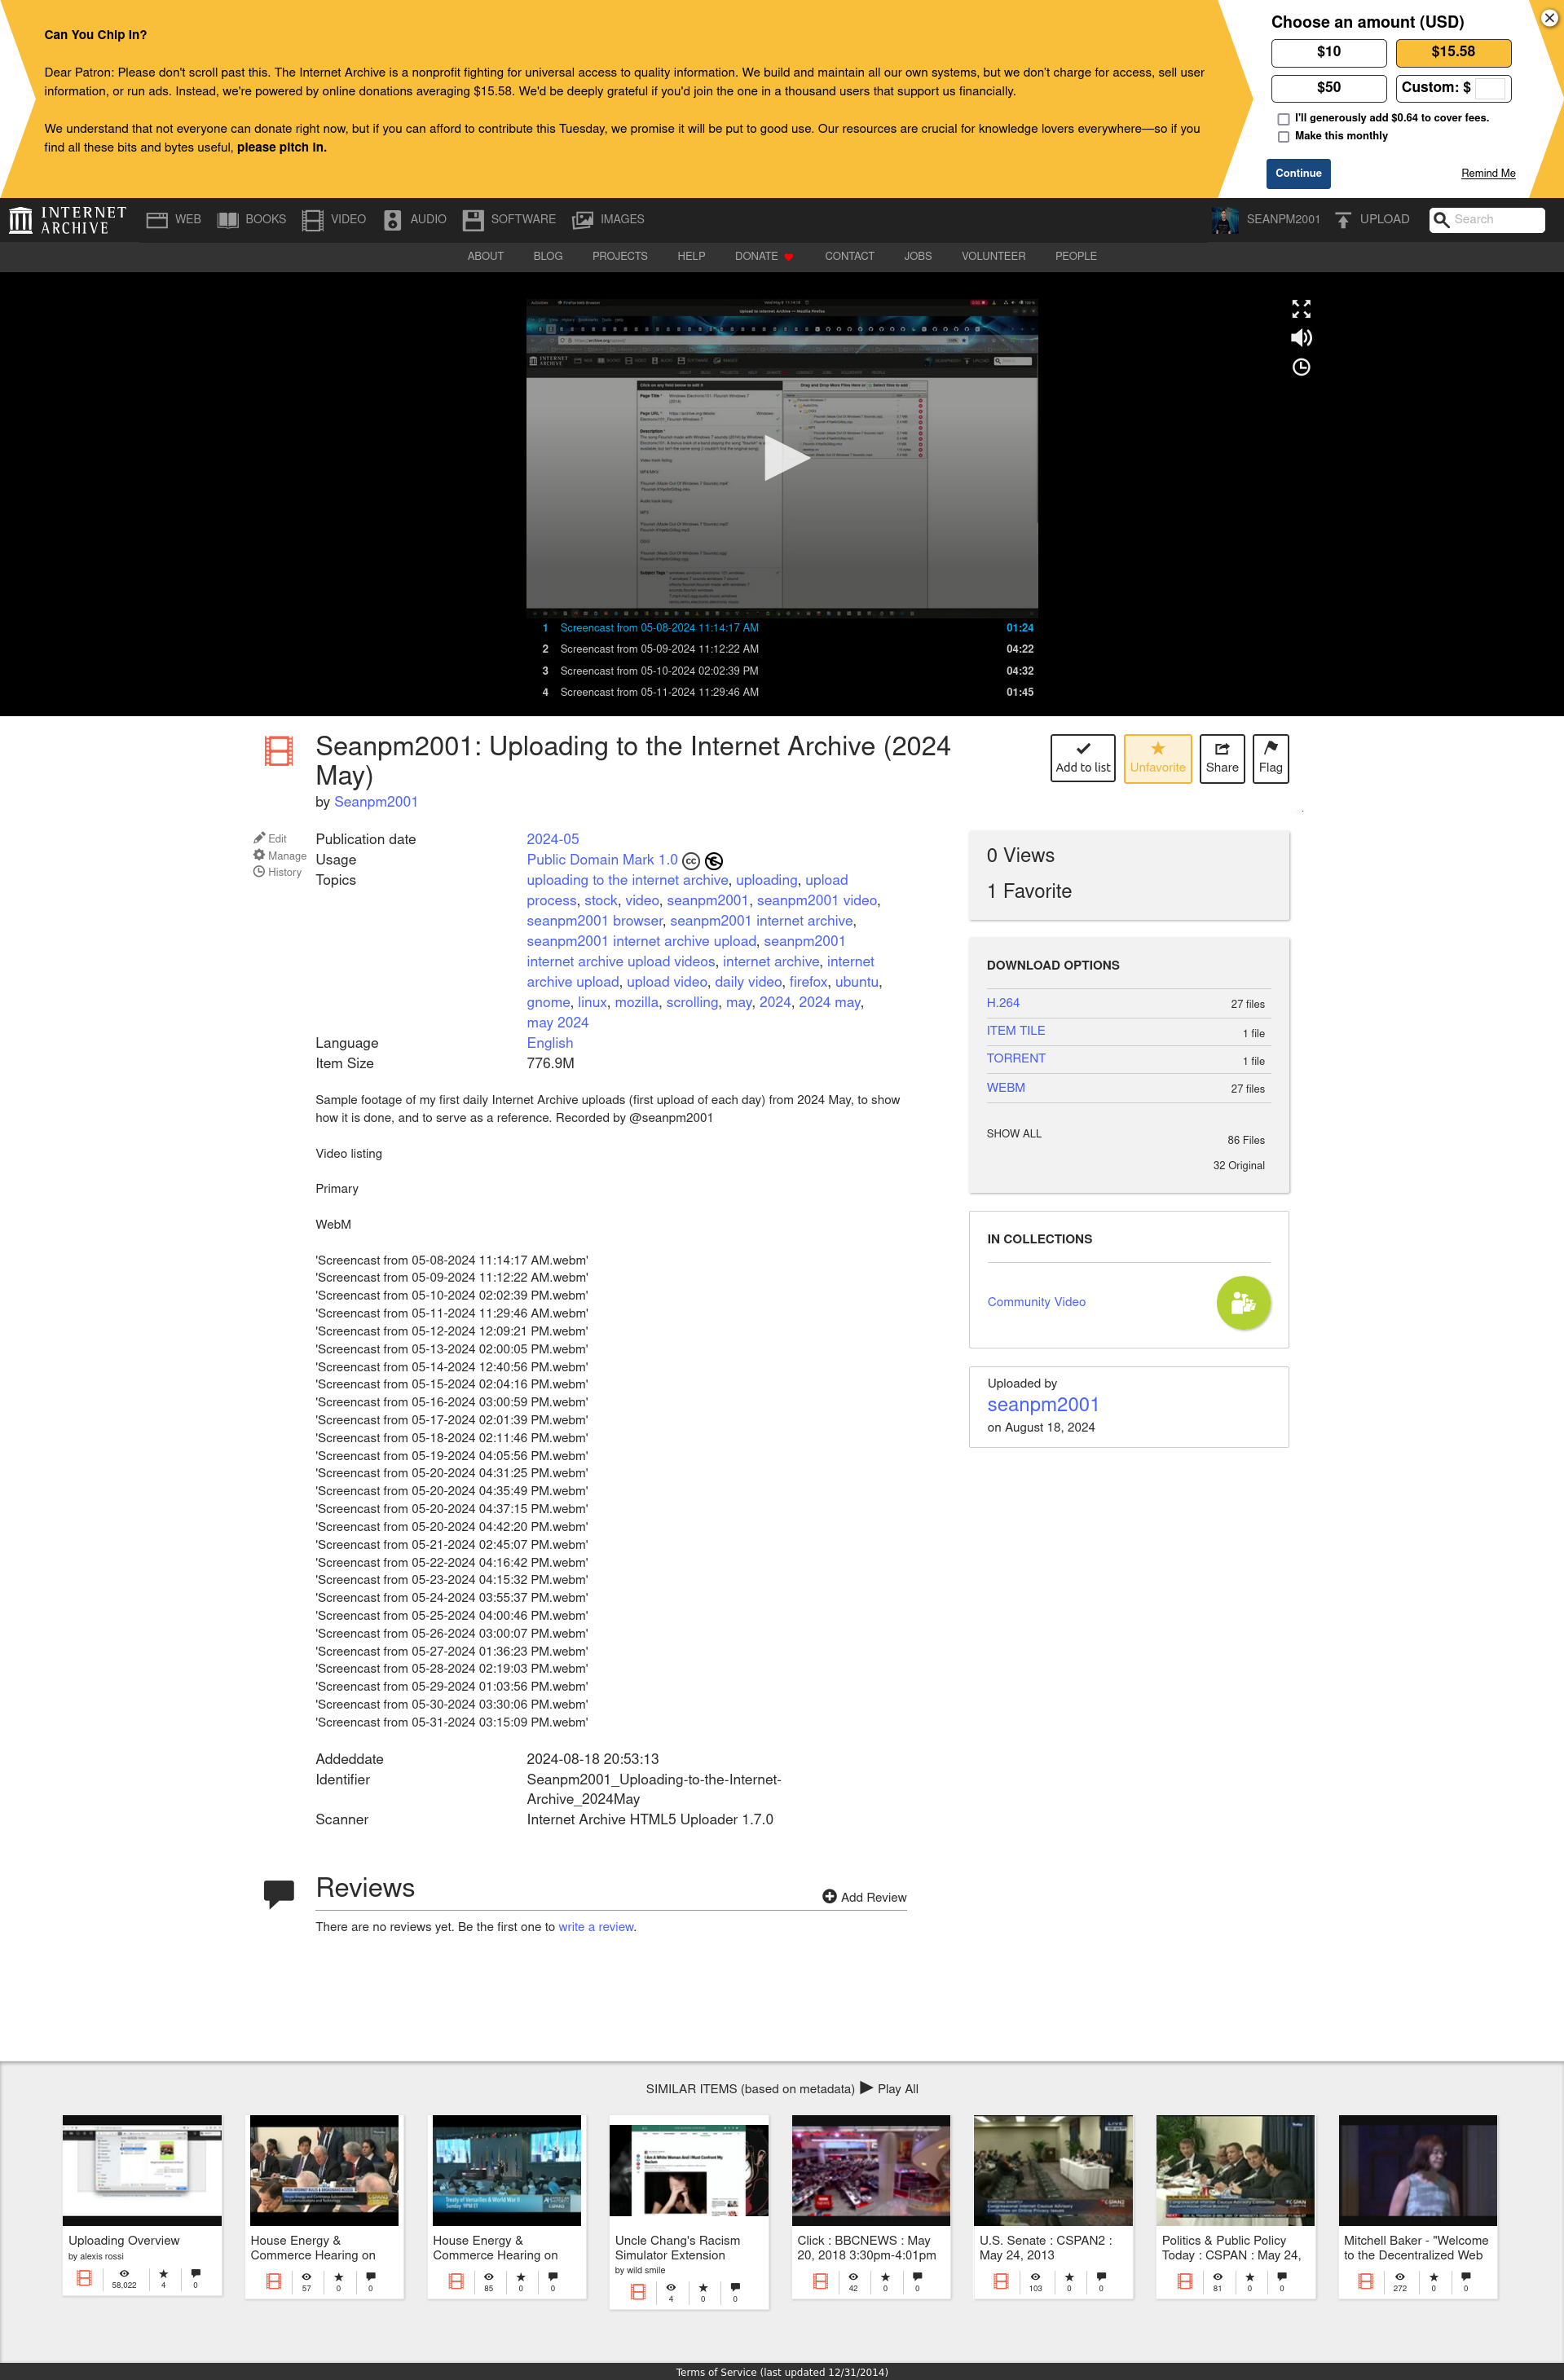 Can You Chip In?
Dear Patron: Please don't scroll past this. The Internet Archive is a nonprofit fighting for universal access to quality information. We build and maintain all our own systems, but we don't charge for access, sell user
information, or run ads. Instead, we're powered by online donations averaging $15.58. We'd be deeply grateful if you'd join the one in a thousand users that support us financially.
We understand that not everyone can donate right now, but if you can afford to contribute this Tuesday, we promise it will be put to good use. Our resources are crucial for knowledge lovers everywhere—so if you
find all these bits and bytes useful, please pitch in.
Choose an amount (USD)
$10
$15.58
$50
Custom: $
I'll generously add $0.64 to cover fees.
Make this monthly
Continue
Remind Me
INTERNET
ARCHIVE
WEB
BOOKS
VIDEO
AUDIO
SOFTWARE
IMAGES
SEANPM2001
UPLOAD
Search
ABOUT
BLOG
PROJECTS
HELP
DONATE
CONTACT
JOBS
VOLUNTEER
PEOPLE
1 Screencast from 05-08-2024 11:14:17 AM 01:24
2 Screencast from 05-09-2024 11:12:22 AM 04:22
3 Screencast from 05-10-2024 02:02:39 PM 04:32
4 Screencast from 05-11-2024 11:29:46 AM 01:45
Seanpm2001: Uploading to the Internet Archive (2024
May)
by Seanpm2001
Add to list
Unfavorite
Share
Flag
Edit
Manage
History
Publication date 2024-05
Usage Public Domain Mark 1.0
Topics uploading to the internet archive, uploading, upload
process, stock, video, seanpm2001, seanpm2001 video,
seanpm2001 browser, seanpm2001 internet archive,
seanpm2001 internet archive upload, seanpm2001
internet archive upload videos, internet archive, internet
archive upload, upload video, daily video, firefox, ubuntu,
gnome, linux, mozilla, scrolling, may, 2024, 2024 may,
may 2024
Language English
Item Size 776.9M
Sample footage of my first daily Internet Archive uploads (first upload of each day) from 2024 May, to show
how it is done, and to serve as a reference. Recorded by @seanpm2001
Video listing
Primary
WebM
'Screencast from 05-08-2024 11:14:17 AM.webm'
'Screencast from 05-09-2024 11:12:22 AM.webm'
'Screencast from 05-10-2024 02:02:39 PM.webm'
'Screencast from 05-11-2024 11:29:46 AM.webm'
'Screencast from 05-12-2024 12:09:21 PM.webm'
'Screencast from 05-13-2024 02:00:05 PM.webm'
'Screencast from 05-14-2024 12:40:56 PM.webm'
'Screencast from 05-15-2024 02:04:16 PM.webm'
'Screencast from 05-16-2024 03:00:59 PM.webm'
'Screencast from 05-17-2024 02:01:39 PM.webm'
'Screencast from 05-18-2024 02:11:46 PM.webm'
'Screencast from 05-19-2024 04:05:56 PM.webm'
'Screencast from 05-20-2024 04:31:25 PM.webm'
'Screencast from 05-20-2024 04:35:49 PM.webm'
'Screencast from 05-20-2024 04:37:15 PM.webm'
'Screencast from 05-20-2024 04:42:20 PM.webm'
'Screencast from 05-21-2024 02:45:07 PM.webm'
'Screencast from 05-22-2024 04:16:42 PM.webm'
'Screencast from 05-23-2024 04:15:32 PM.webm'
'Screencast from 05-24-2024 03:55:37 PM.webm'
'Screencast from 05-25-2024 04:00:46 PM.webm'
'Screencast from 05-26-2024 03:00:07 PM.webm'
'Screencast from 05-27-2024 01:36:23 PM.webm'
'Screencast from 05-28-2024 02:19:03 PM.webm'
'Screencast from 05-29-2024 01:03:56 PM.webm'
'Screencast from 05-30-2024 03:30:06 PM.webm'
'Screencast from 05-31-2024 03:15:09 PM.webm'
Addeddate 2024-08-18 20:53:13
Identifier Seanpm2001_Uploading-to-the-Internet-
Archive_2024May
Scanner Internet Archive HTML5 Uploader 1.7.0
0 Views
1 Favorite
DOWNLOAD OPTIONS
H.264 27 files
ITEM TILE 1 file
TORRENT 1 file
WEBM 27 files
SHOW ALL 86 Files
32 Original
IN COLLECTIONS
Community Video
Uploaded by
seanpm2001
on August 18, 2024
Reviews
Add Review
There are no reviews yet. Be the first one to write a review.
SIMILAR ITEMS (based on metadata) Play All
Uploading Overview
by alexis rossi
58,022 4 0
House Energy &
Commerce Hearing on
57 0 0
House Energy &
Commerce Hearing on
85 0 0
Uncle Chang's Racism
Simulator Extension
by wild smile
4 0 0
Click : BBCNEWS : May
20, 2018 3:30pm-4:01pm
42 0 0
U.S. Senate : CSPAN2 :
May 24, 2013
103 0 0
Politics & Public Policy
Today : CSPAN : May 24,
81 0 0
Mitchell Baker - "Welcome
to the Decentralized Web
272 0 0
Terms of Service (last updated 12/31/2014)